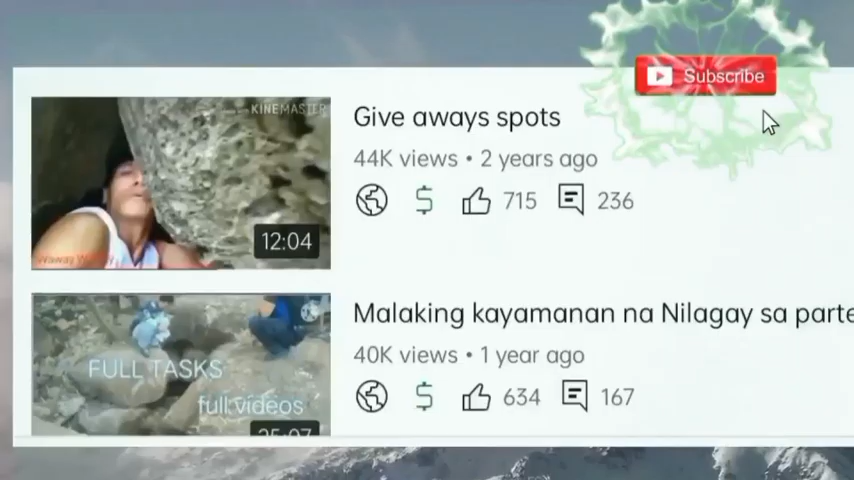 Subscribe
KINEMASTER
Give aways spots
44K views • 2 years ago
715
236
12:04
Malaking kayamanan na Nilagay sa parte
40K views • 1 year ago
634
167
FULL TASKS
full videos